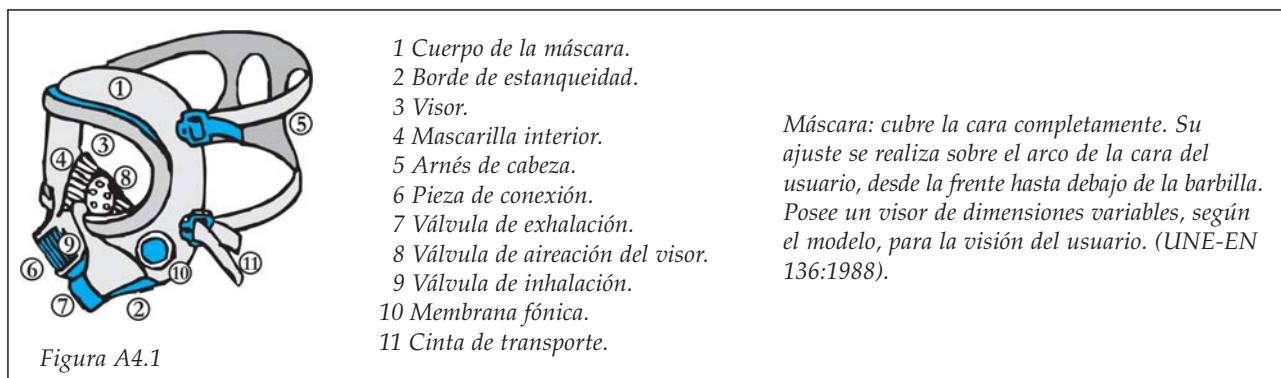 1
2
3
4
5
6
7
8
9
10
11
Figura A4.1
1 Cuerpo de la máscara.
2 Borde de estanqueidad.
3 Visor.
4 Mascarilla interior.
5 Arnés de cabeza.
6 Pieza de conexión.
7 Válvula de exhalación.
8 Válvula de aireación del visor.
9 Válvula de inhalación.
10 Membrana fónica.
11 Cinta de transporte.
Máscara: cubre la cara completamente. Su
ajuste se realiza sobre el arco de la cara del
usuario, desde la frente hasta debajo de la barbilla.
Posee un visor de dimensiones variables, según
el modelo, para la visión del usuario. (UNE-EN
136:1988).